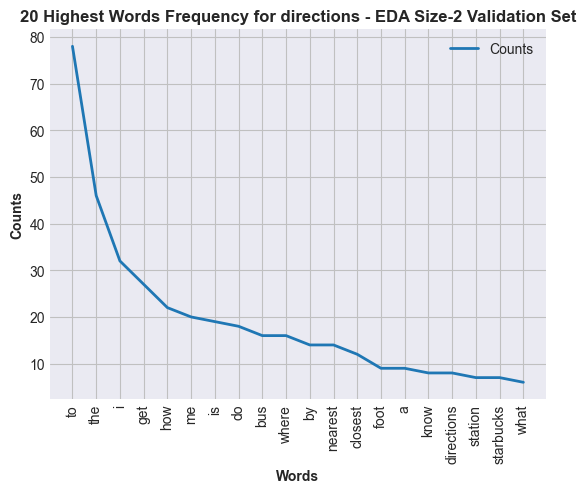 20 Highest Words Frequency for directions - EDA Size-2 Validation Set
Counts
80
70
60
50
40
30
20
10
Counts
to
the
i
get
how
me
is
do
bus
where
by
nearest
closest
foot
a
know
directions
station
starbucks
what
Words